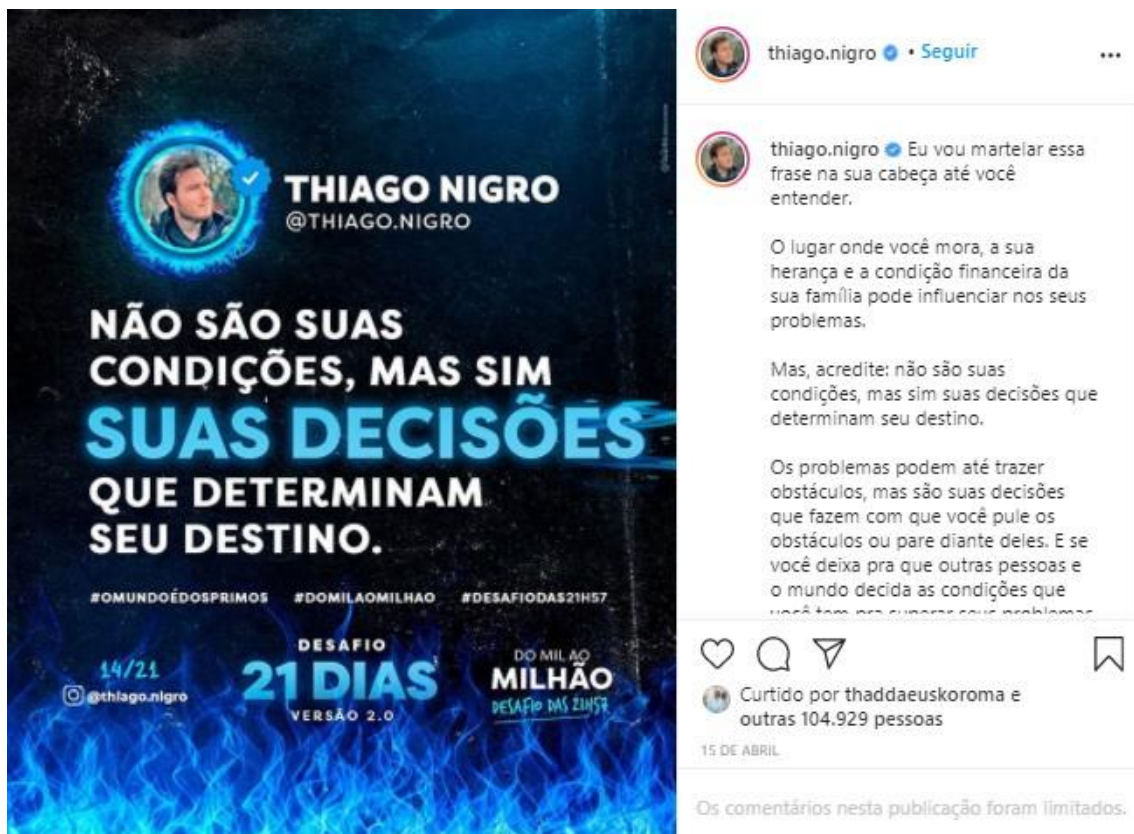 THIAGO NIGRO
@THIAGO.NIGRO
NÃO SÃO SUAS
CONDIÇÕES, MAS SIM
SUAS DECISÕES
QUE DETERMINAM
SEU DESTINO.
#OMUNDOÉDOSPRIMOS #DOMILAOMILHAO #DESAFIODAS21H57
14/21
@thiago.nigro
DESAFIO
21 DIAS
VERSÃO 2.0
DO MIL AO
MILHÃO
DESAFIO DAS 21H57
thiago.nigro • Seguir
thiago.nigro Eu vou martelar essa
frase na sua cabeça até você
entender.
O lugar onde você mora, a sua
herança e a condição financeira da
sua família pode influenciar nos seus
problemas.
Mas, acredite: não são suas
condições, mas sim suas decisões que
determinam seu destino.
Os problemas podem até trazer
obstáculos, mas são suas decisões
que fazem com que você pule os
obstáculos ou pare diante deles. E se
você deixa pra que outras pessoas e
o mundo decida as condições que
você tem pra superar seus problemas
Curtido por thaddaeuskoroma e
outras 104.929 pessoas
15 DE ABRIL
Os comentários nesta publicação foram limitados.